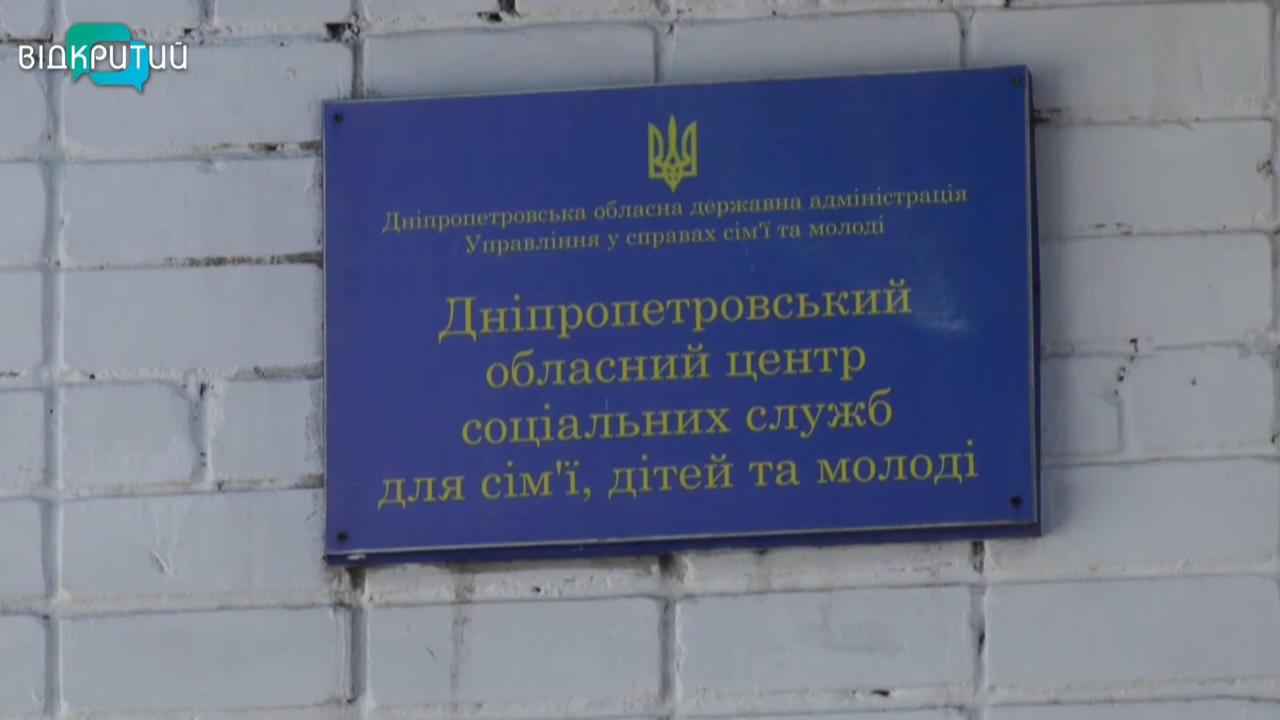 ВІДКРИТИЙ
Дніпропетровська обласна державна адміністрація
Управління у справах сім'ї та молоді
Дніпропетровський
обласний центр
соціальних служб
для сім'ї, дітей та молоді